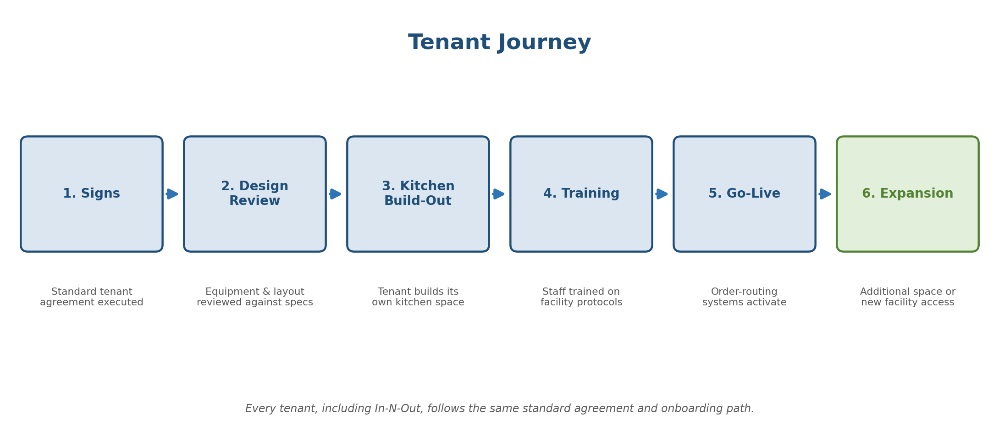 Tenant Journey
1. Signs
2. Design
Review
3. Kitchen
Build-Out
4. Training
5. Go-Live
6. Expansion
Standard tenant
agreement executed
Equipment & layout
reviewed against specs
Tenant builds its
own kitchen space
Staff trained on
facility protocols
Order-routing
systems activate
Additional space or
new facility access
Every tenant, including In-N-Out, follows the same standard agreement and onboarding path.